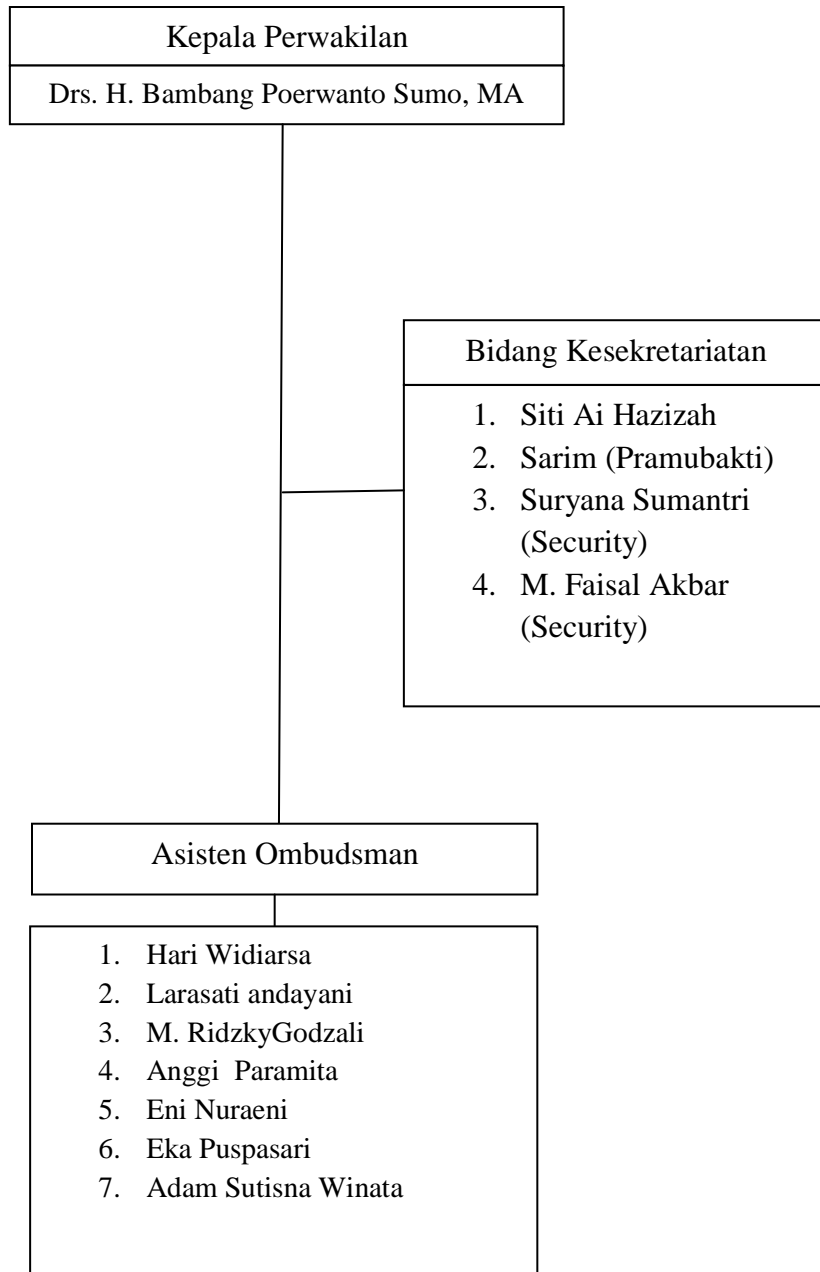 Kepala Perwakilan
Drs. H. Bambang Poerwanto Sumo, MA
Bidang Kesekretariatan
1. Siti Ai Hazizah
2. Sarim (Pramubakti)
3. Suryana Sumantri
(Security)
4. M. Faisal Akbar
(Security)
Asisten Ombudsman
1. Hari Widiarsa
2. Larasati andayani
3. M. RidzkyGodzali
4. Anggi  Paramita
5. Eni Nuraeni
6. Eka Puspasari
7. Adam Sutisna Winata